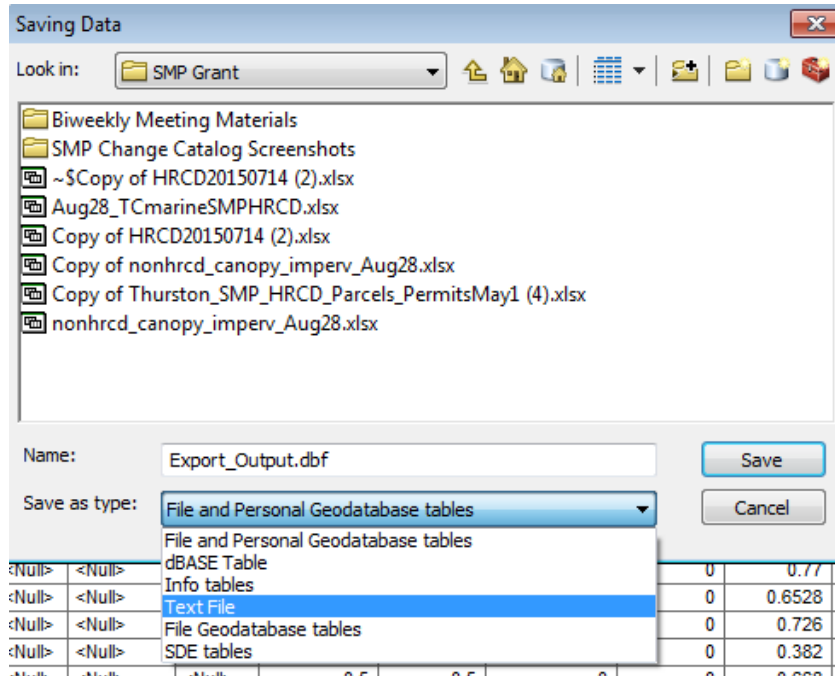 Saving Data
Look in: SMP Grant
Biweekly Meeting Materials
SMP Change Catalog Screenshots
~$Copy of HRCD20150714 (2).xlsx
Aug28_TCmarineSMPHRCD.xlsx
Copy of HRCD20150714 (2).xlsx
Copy of nonhrcd_canopy_imperv_Aug28.xlsx
Copy of Thurston_SMP_HRCD_Parcels_PermitsMay1 (4).xlsx
nonhrcd_canopy_imperv_Aug28.xlsx
Name: Export_Output.dbf Save
Save as type: File and Personal Geodatabase tables Cancel
File and Personal Geodatabase tables
dBASE Table
Info tables
Text File
File Geodatabase tables
SDE tables
<Null> <Null> 0 0.77
<Null> <Null> 0 0.6528
<Null> <Null> 0 0.726
<Null> <Null> 0 0.382